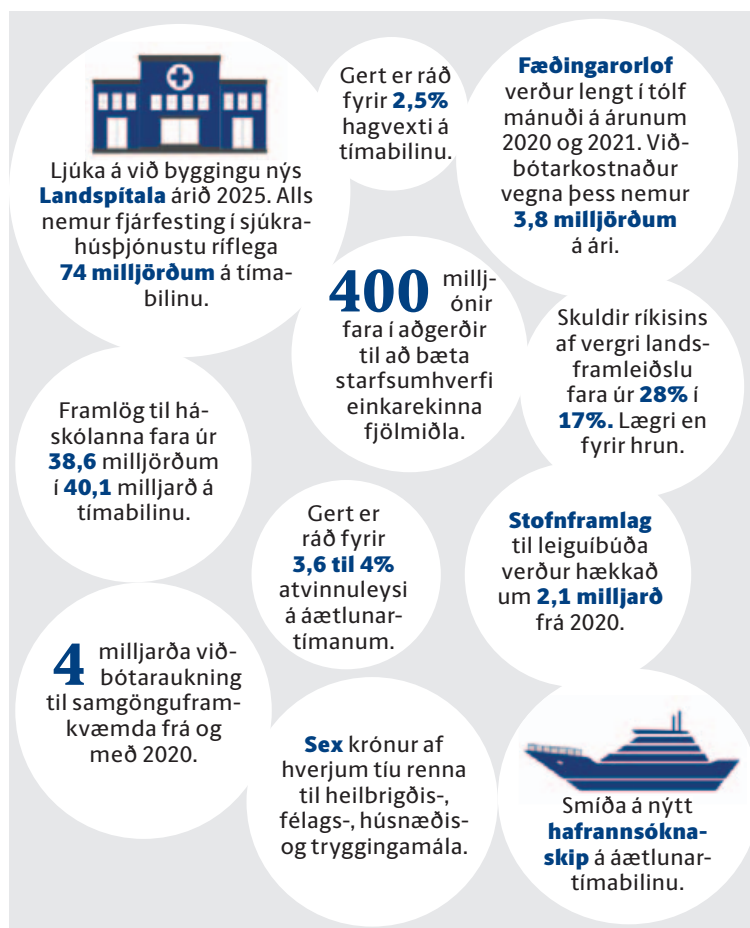 Ljúka á við byggingu nýs
Landspítala árið 2025. Alls
nemur fjárfesting í sjúkra-
húsþjónustu ríflega
74 milljörðum á tíma-
bilinu.
Gert er ráð
fyrir 2,5%
hagvexti á
tímabilinu.
Fæðingarorlof
verður lengt í tólf
mánuði á árunum
2020 og 2021. Við-
bótarkostnaður
vegna þess nemur
3,8 milljörðum
á ári.
400 millj-
ónir
fara í aðgerðir
til að bæta
starfsumhverfi
einkarekinna
fjölmiðla.
Skuldir ríkisins
af vergri lands-
framleiðslu
fara úr 28% í
17%. Lægri en
fyrir hrun.
Framlög til há-
skólanna fara úr
38,6 milljörðum
í 40,1 milljarð á
tímabilinu.
Gert er
ráð fyrir
3,6 til 4%
atvinnuleysi
á áætlunar-
tímanum.
Stofnframlag
til leiguíbúða
verður hækkað
um 2,1 milljarð
frá 2020.
4 milljarða við-
bótaraukning
til samgöngufram-
kvæmda frá og
með 2020.
Sex krónur af
hverjum tíu renna
til heilbrigðis-,
félags-, húsnæðis-
og tryggingamála.
Smíða á nýtt
hafrannsókna-
skip á áætlunar-
tímabilinu.